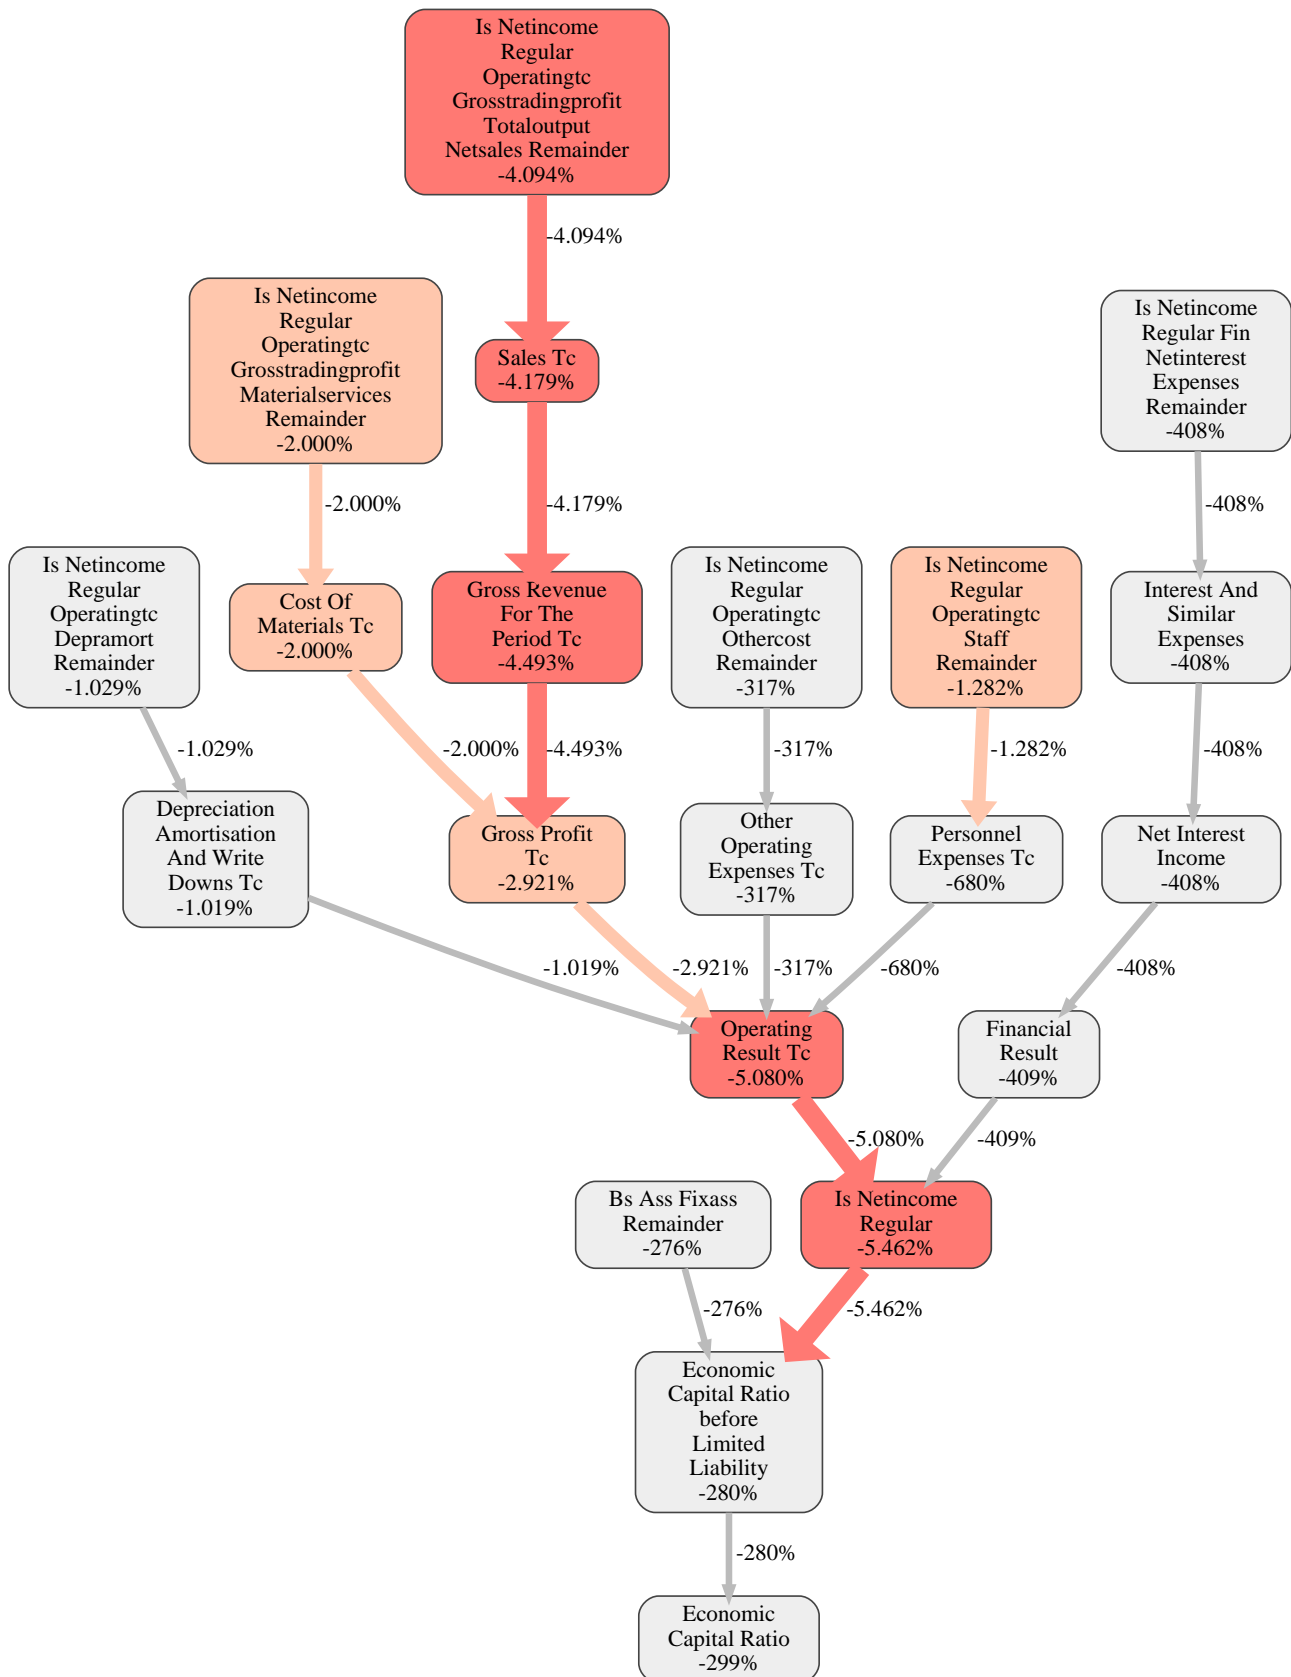 Is Netincome
Regular
Operatingtc
Grosstradingprofit
Totaloutput
Netsales Remainder
-4.094%
-4.094%
Is Netincome
Regular
Operatingtc
Grosstradingprofit
Materialservices
Remainder
-2.000%
Is Netincome
Regular Fin
Netinterest
Expenses
Remainder
-408%
Sales Tc
-4.179%
-2.000%
-4.179%
-408%
Is Netincome
Regular
Operatingtc
Depramort
Remainder
-1.029%
Cost Of
Materials Tc
-2.000%
Gross Revenue
For The
Period Tc
-4.493%
Is Netincome
Regular
Operatingtc
Othercost
Remainder
-317%
Is Netincome
Regular
Operatingtc
Staff
Remainder
-1.282%
Interest And
Similar
Expenses
-408%
-1.029%
-2.000%
-4.493%
-317%
-1.282%
-408%
Depreciation
Amortisation
And Write
Downs Tc
-1.019%
Gross Profit
Tc
-2.921%
Other
Operating
Expenses Tc
-317%
Personnel
Expenses Tc
-680%
Net Interest
Income
-408%
-1.019%
-2.921%
-317%
-680%
-408%
Operating
Result Tc
-5.080%
Financial
Result
-409%
-5.080%
-409%
Bs Ass Fixass
Remainder
-276%
Is Netincome
Regular
-5.462%
-276%
-5.462%
Economic
Capital Ratio
before
Limited
Liability
-280%
-280%
Economic
Capital Ratio
-299%